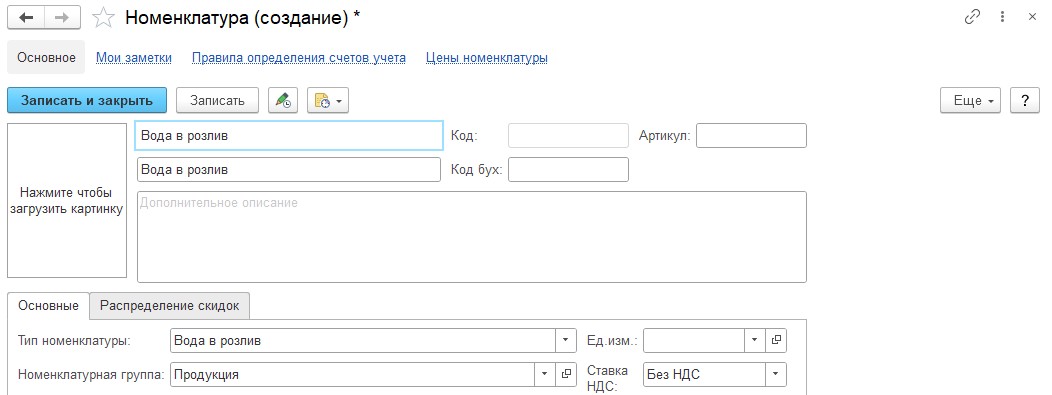 Номенклатура (создание) *
Основное Мои заметки Правила определения счетов учета Цены номенклатуры
Записать и закрыть Записать Еще ?
Вода в розлив Код: Артикул:
Вода в розлив Код бух:
Нажмите чтобы
загрузить картинку
Дополнительное описание
Основные Распределение скидок
Тип номенклатуры: Вода в розлив Ед.изм.:
Номенклатурная группа: Продукция Ставка
НДС: Без НДС